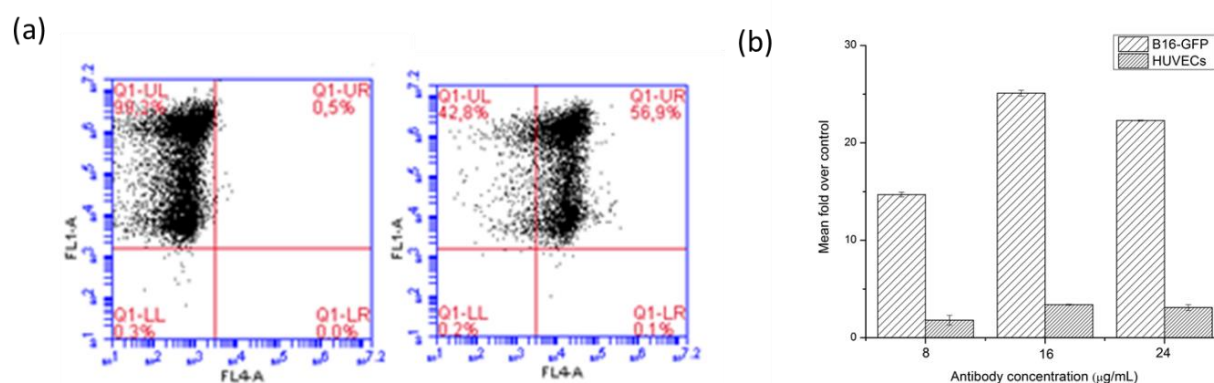 (a)
Q1-UL
Q1-UR
0,5%
FL1-A
Q1-LL
0.3%
Q1-LR
0.0%
FL4-A
Q1-UL
42,8%
Q1-UR
56,9%
FL1-A
Q1-LL
0.2%
Q1-LR
0.1%
FL4-A
(b)
B16-GFP
HUVECs
30
20
10
0
Mean fold over control
8
16
24
Antibody concentration (μg/mL)